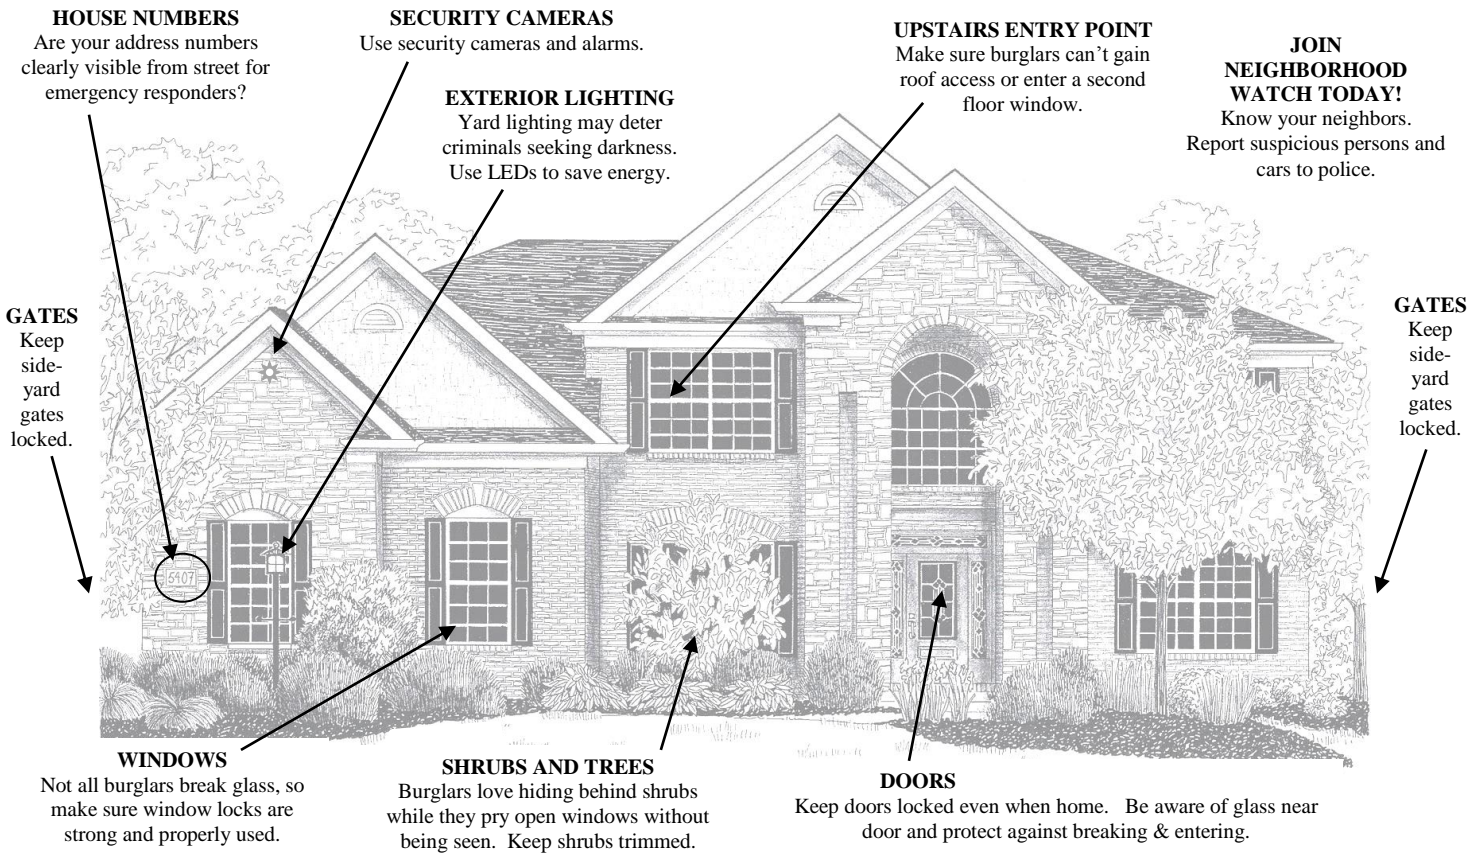 HOUSE NUMBERS
Are your address numbers
clearly visible from street for
emergency responders?
SECURITY CAMERAS
Use security cameras and alarms.
EXTERIOR LIGHTING
Yard lighting may deter
criminals seeking darkness.
Use LEDs to save energy.
UPSTAIRS ENTRY POINT
Make sure burglars can’t gain
roof access or enter a second
floor window.
JOIN
NEIGHBORHOOD
WATCH TODAY!
Know your neighbors.
Report suspicious persons and
cars to police.
GATES
Keep
side-
yard
gates
locked.
GATES
Keep
side-
yard
gates
locked.
5407
WINDOWS
Not all burglars break glass, so
make sure window locks are
strong and properly used.
SHRUBS AND TREES
Burglars love hiding behind shrubs
while they pry open windows without
being seen. Keep shrubs trimmed.
DOORS
Keep doors locked even when home. Be aware of glass near
door and protect against breaking & entering.